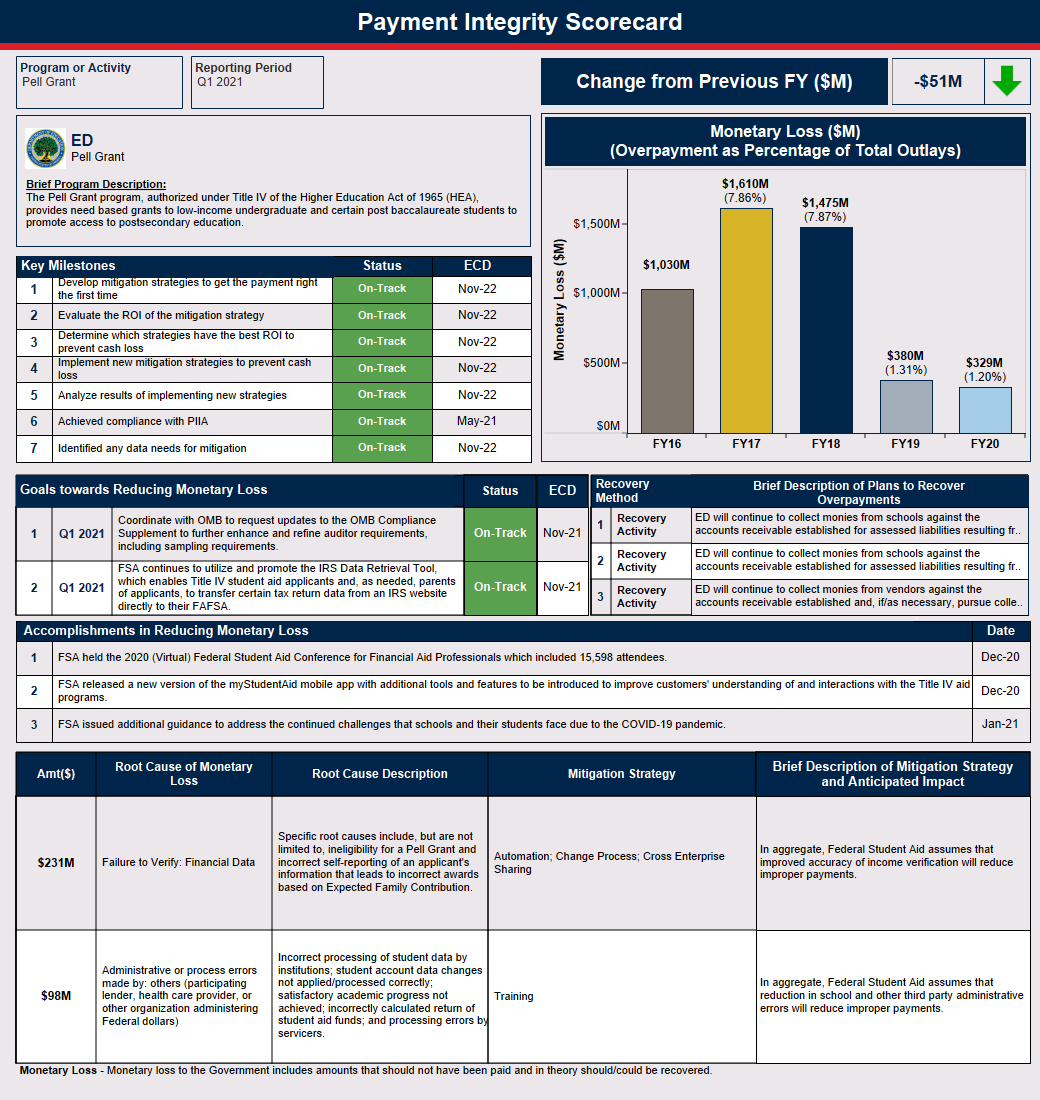 Payment Integrity Scorecard
Program or Activity
Pell Grant
Reporting Period
Q1 2021
Change from Previous FY ($M)
-$51M
ED
Pell Grant
Brief Program Description:
The Pell Grant program, authorized under Title IV of the Higher Education Act of 1965 (HEA),
provides need based grants to low-income undergraduate and certain post baccalaureate students to
promote access to postsecondary education.
Monetary Loss ($M)
(Overpayment as Percentage of Total Outlays)
Monetary Loss ($M)
$1,500M
$1,000M
$500M
$0M
$1,030M
$1,610M
(7.86%)
$1,475M
(7.87%)
$380M
(1.31%)
$329M
(1.20%)
FY16 FY17 FY18 FY19 FY20
Key Milestones Status ECD
1 Develop mitigation strategies to get the payment right
the first time On-Track Nov-22
2 Evaluate the ROI of the mitigation strategy On-Track Nov-22
3 Determine which strategies have the best ROI to
prevent cash loss On-Track Nov-22
4 Implement new mitigation strategies to prevent cash
loss On-Track Nov-22
5 Analyze results of implementing new strategies On-Track Nov-22
6 Achieved compliance with PIIA On-Track May-21
7 Identified any data needs for mitigation On-Track Nov-22
Goals towards Reducing Monetary Loss Status ECD
1 Q1 2021 Coordinate with OMB to request updates to the OMB Compliance
Supplement to further enhance and refine auditor requirements,
including sampling requirements.
On-Track Nov-21
2 Q1 2021 FSA continues to utilize and promote the IRS Data Retrieval Tool,
which enables Title IV student aid applicants and, as needed, parents
of applicants, to transfer certain tax return data from an IRS website
directly to their FAFSA.
On-Track Nov-21
Recovery
Method
Brief Description of Plans to Recover
Overpayments
1 Recovery
Activity
ED will continue to collect monies from schools against the
accounts receivable established for assessed liabilities resulting fr..
2 Recovery
Activity
ED will continue to collect monies from schools against the
accounts receivable established for assessed liabilities resulting fr..
3 Recovery
Activity
ED will continue to collect monies from vendors against the
accounts receivable established and, if/as necessary, pursue colle..
Accomplishments in Reducing Monetary Loss Date
1 FSA held the 2020 (Virtual) Federal Student Aid Conference for Financial Aid Professionals which included 15,598 attendees. Dec-20
2 FSA released a new version of the myStudentAid mobile app with additional tools and features to be introduced to improve customers' understanding of and interactions with the Title IV aid
programs. Dec-20
3 FSA issued additional guidance to address the continued challenges that schools and their students face due to the COVID-19 pandemic. Jan-21
Amt($)
Root Cause of Monetary
Loss
Root Cause Description
Mitigation Strategy
Brief Description of Mitigation Strategy
and Anticipated Impact
$231M
Failure to Verify: Financial Data
Specific root causes include, but are not
limited to, ineligibility for a Pell Grant and
incorrect self-reporting of an applicant's
information that leads to incorrect awards
based on Expected Family Contribution.
Automation; Change Process; Cross Enterprise
Sharing
In aggregate, Federal Student Aid assumes that
improved accuracy of income verification will reduce
improper payments.
$98M
Administrative or process errors
made by: others (participating
lender, health care provider, or
other organization administering
Federal dollars)
Incorrect processing of student data by
institutions; student account data changes
not applied/processed correctly;
satisfactory academic progress not
achieved; incorrectly calculated return of
student aid funds; and processing errors by
servicers.
Training
In aggregate, Federal Student Aid assumes that
reduction in school and other third party administrative
errors will reduce improper payments.
Monetary Loss - Monetary loss to the Government includes amounts that should not have been paid and in theory should/could be recovered.